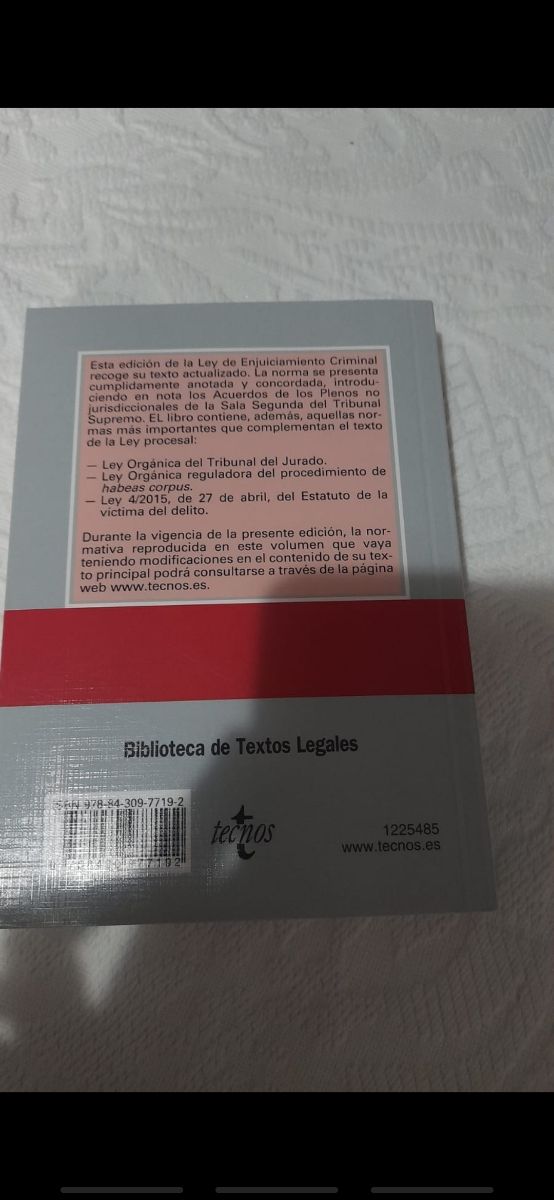 Esta edición de la Ley de Enjuiciamiento Criminal
recoge su texto actualizado. La norma se presenta
cumplidamente anotada y concordada, introdu-
ciendo en nota los Acuerdos de los Plenos no
jurisdiccionales de la Sala Segunda del Tribunal
Supremo. EL libro contiene, además, aquellas nor-
mas más importantes que complementan el texto
de la Ley procesal:
— Ley Orgánica del Tribunal del Jurado.
— Ley Orgánica reguladora del procedimiento de
habeas corpus.
— Ley 4/2015, de 27 de abril, del Estatuto de la
víctima del delito.
Durante la vigencia de la presente edición, la nor-
mativa reproducida en este volumen que vaya
teniendo modificaciones en el contenido de su tex-
to principal podrá consultarse a través de la página
web www.tecnos.es.
Biblioteca de Textos Legales
ISBN 978-84-309-7719-2
tecnos
1225485
www.tecnos.es